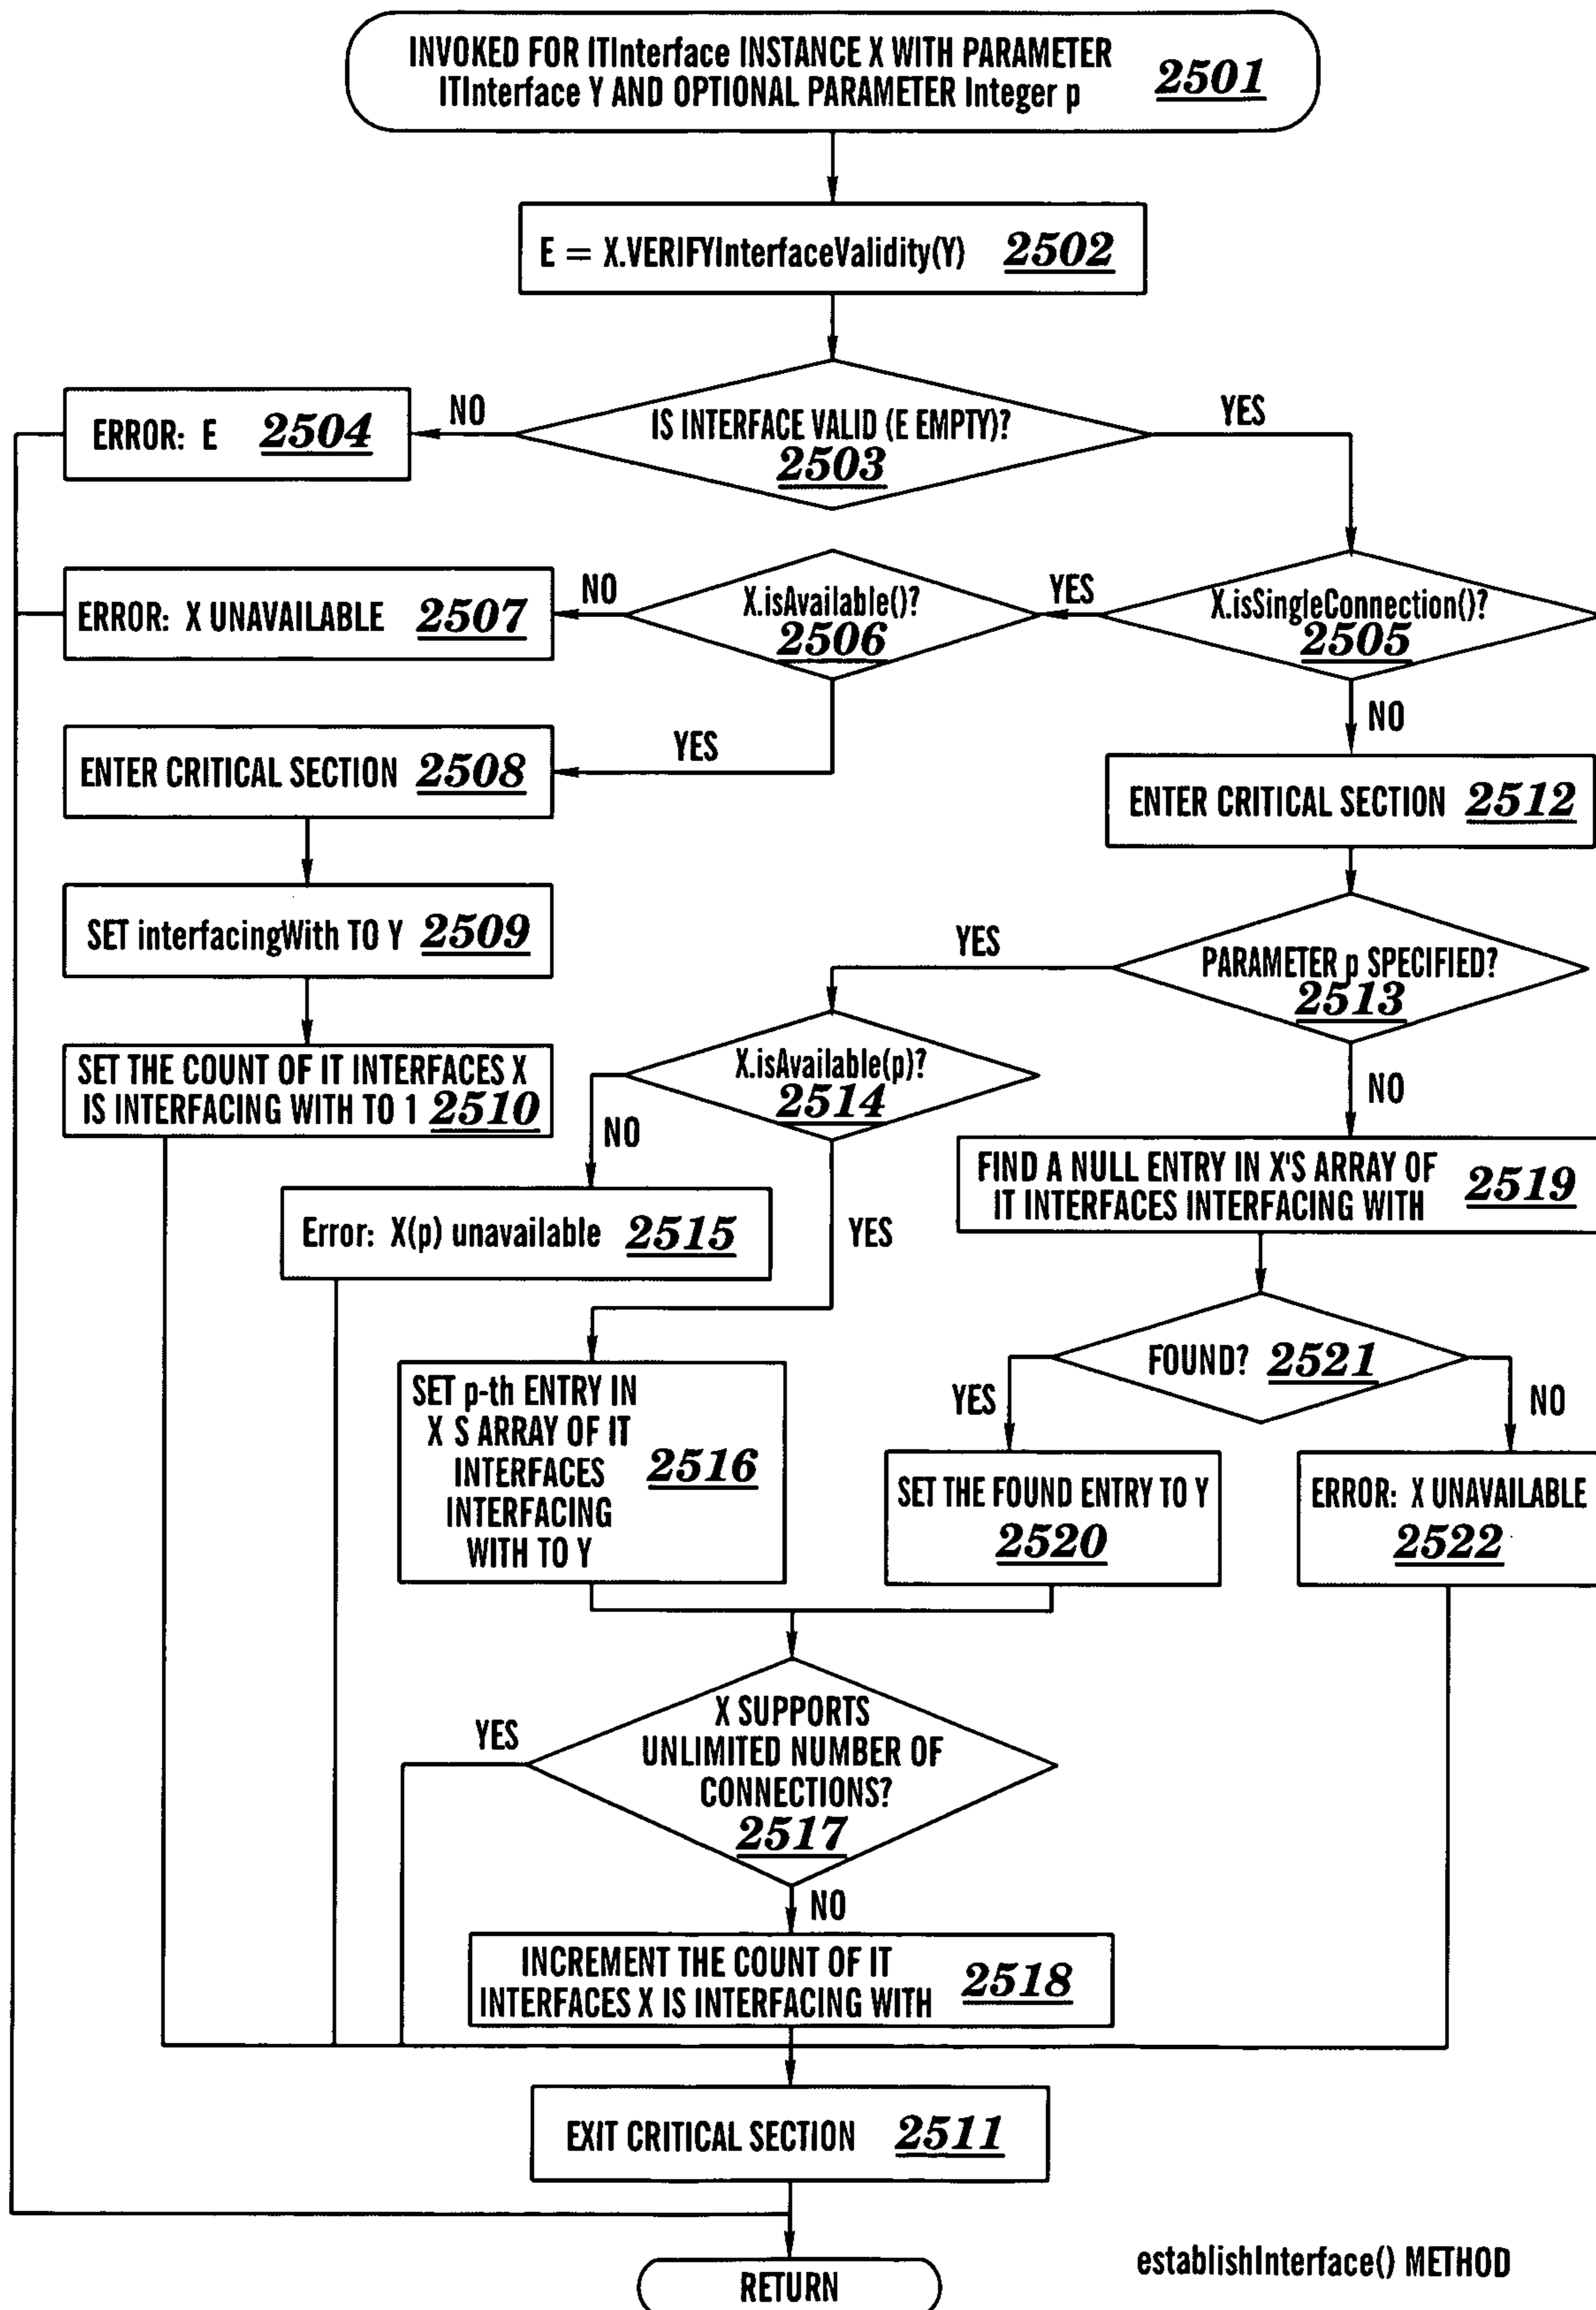 INVOKED FOR ITInterface INSTANCE X WITH PARAMETER
ITInterface Y AND OPTIONAL PARAMETER Integer p 2501
E = X.VERIFYInterfaceValidity(Y) 2502
IS INTERFACE VALID (E EMPTY)?
2503
NO
YES
ERROR: E 2504
X.isSingleConnection()?
2505
YES
NO
X.isAvailable()?
2506
NO
YES
ERROR: X UNAVAILABLE 2507
ENTER CRITICAL SECTION 2508
SET interfacingWith TO Y 2509
SET THE COUNT OF IT INTERFACES X
IS INTERFACING WITH TO 1 2510
ENTER CRITICAL SECTION 2512
PARAMETER p SPECIFIED?
2513
YES
NO
X.isAvailable(p)?
2514
NO
YES
Error: X(p) unavailable 2515
SET p-th ENTRY IN
X S ARRAY OF IT
INTERFACES 2516
INTERFACING
WITH TO Y
FIND A NULL ENTRY IN X'S ARRAY OF
IT INTERFACES INTERFACING WITH 2519
FOUND? 2521
YES
NO
SET THE FOUND ENTRY TO Y
2520
ERROR: X UNAVAILABLE
2522
X SUPPORTS
UNLIMITED NUMBER OF
CONNECTIONS?
2517
YES
NO
INCREMENT THE COUNT OF IT
INTERFACES X IS INTERFACING WITH 2518
EXIT CRITICAL SECTION 2511
RETURN
establishInterface() METHOD